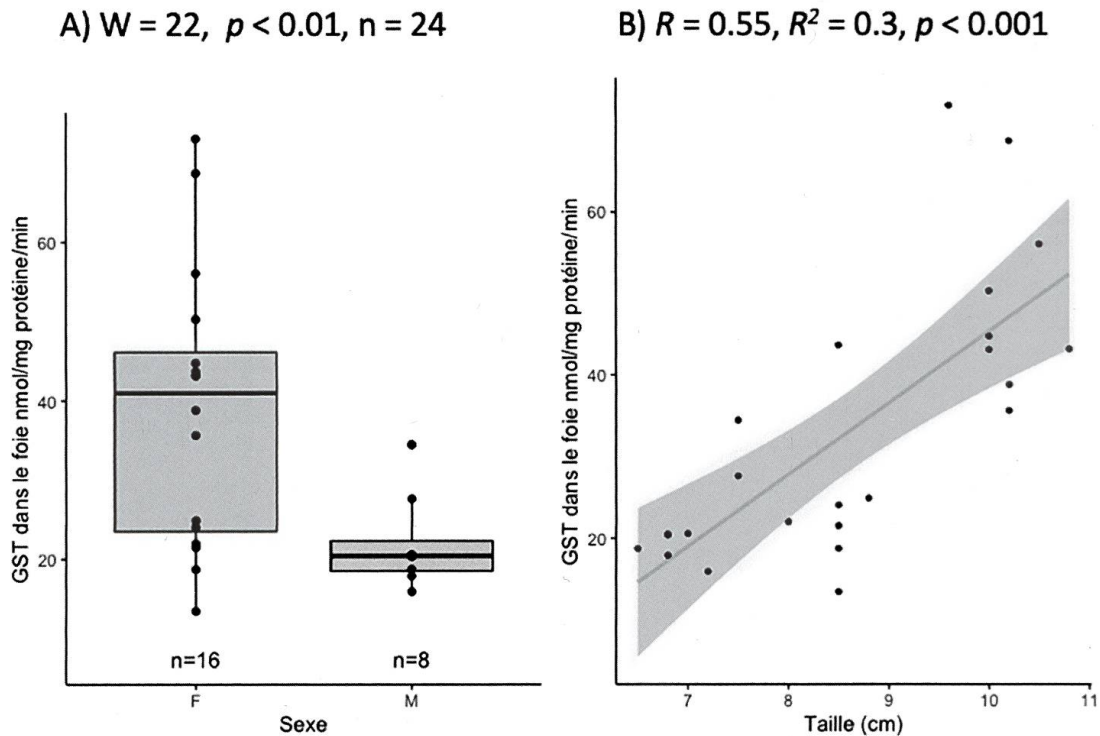 A) W = 22, p < 0.01, n = 24
GST dans le foie nmol/mg protéine/min
60
40
20
n=16
n=8
F
M
Sexe
B) R = 0.55, R² = 0.3, p < 0.001
GST dans le foie nmol/mg protéine/min
60
40
20
7
8
9
10
11
Taille (cm)